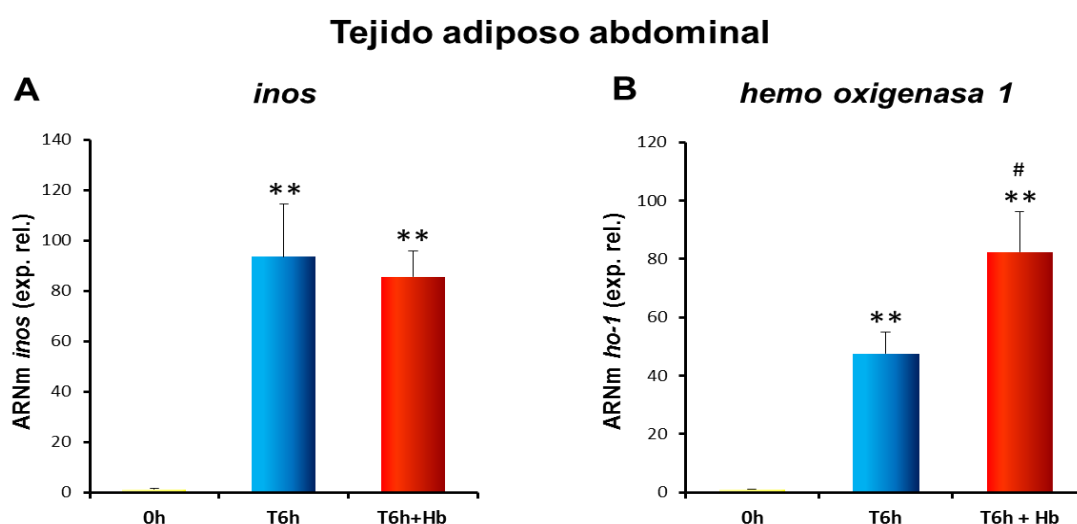 Tejido adiposo abdominal
A
inos
ARNm inos (exp. rel.)
140
120
100
80
60
40
20
0
**
**
0h
T6h
T6h+Hb
B
hemo oxigenasa 1
ARNm ho-1 (exp. rel.)
120
100
80
60
40
20
0
**
#
**
0h
T6h
T6h + Hb